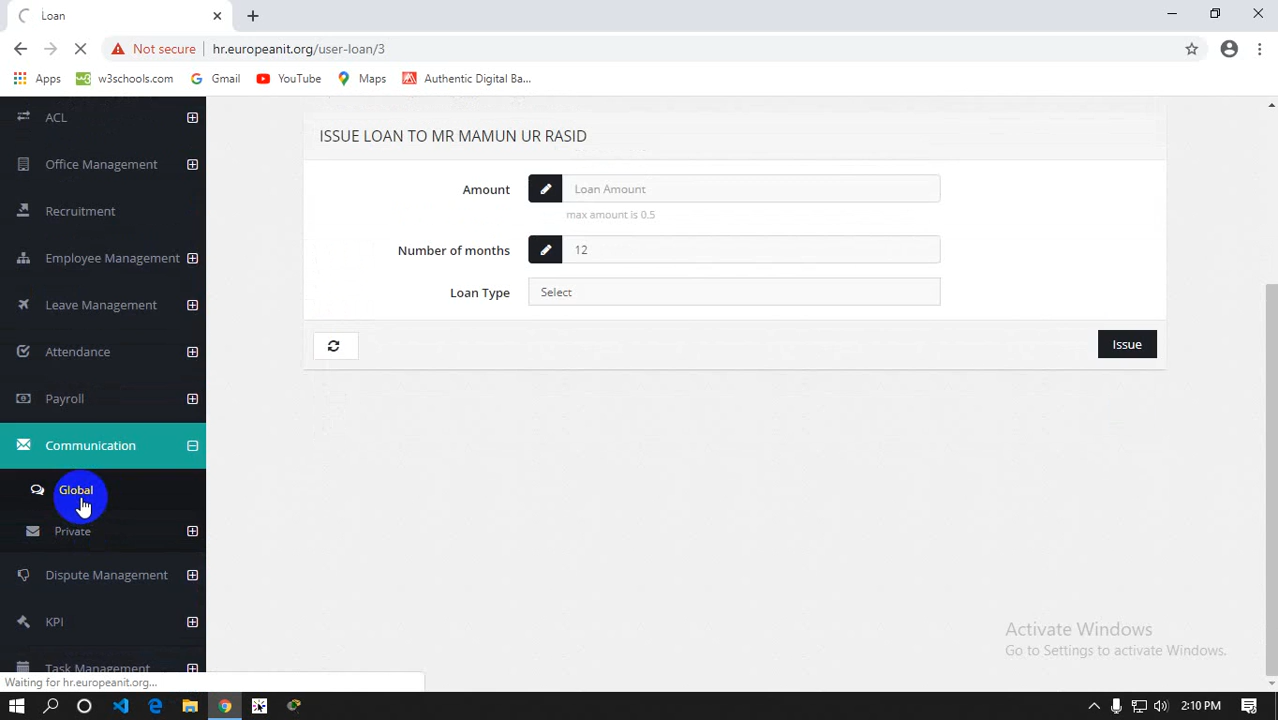 Loan
Not secure hr.europeanit.org/user-loan/3
Apps w3schools.com Gmail YouTube Maps Authentic Digital Ba...
ACL
Office Management
Recruitment
Employee Management
Leave Management
Attendance
Payroll
Communication
Global
Private
Dispute Management
KPI
Task Management
Waiting for hr.europeanit.org...
ISSUE LOAN TO MR MAMUN UR RASID
Amount Loan Amount
max amount is 0.5
Number of months 12
Loan Type Select
Issue
Activate Windows
Go to Settings to activate Windows.
2:10 PM